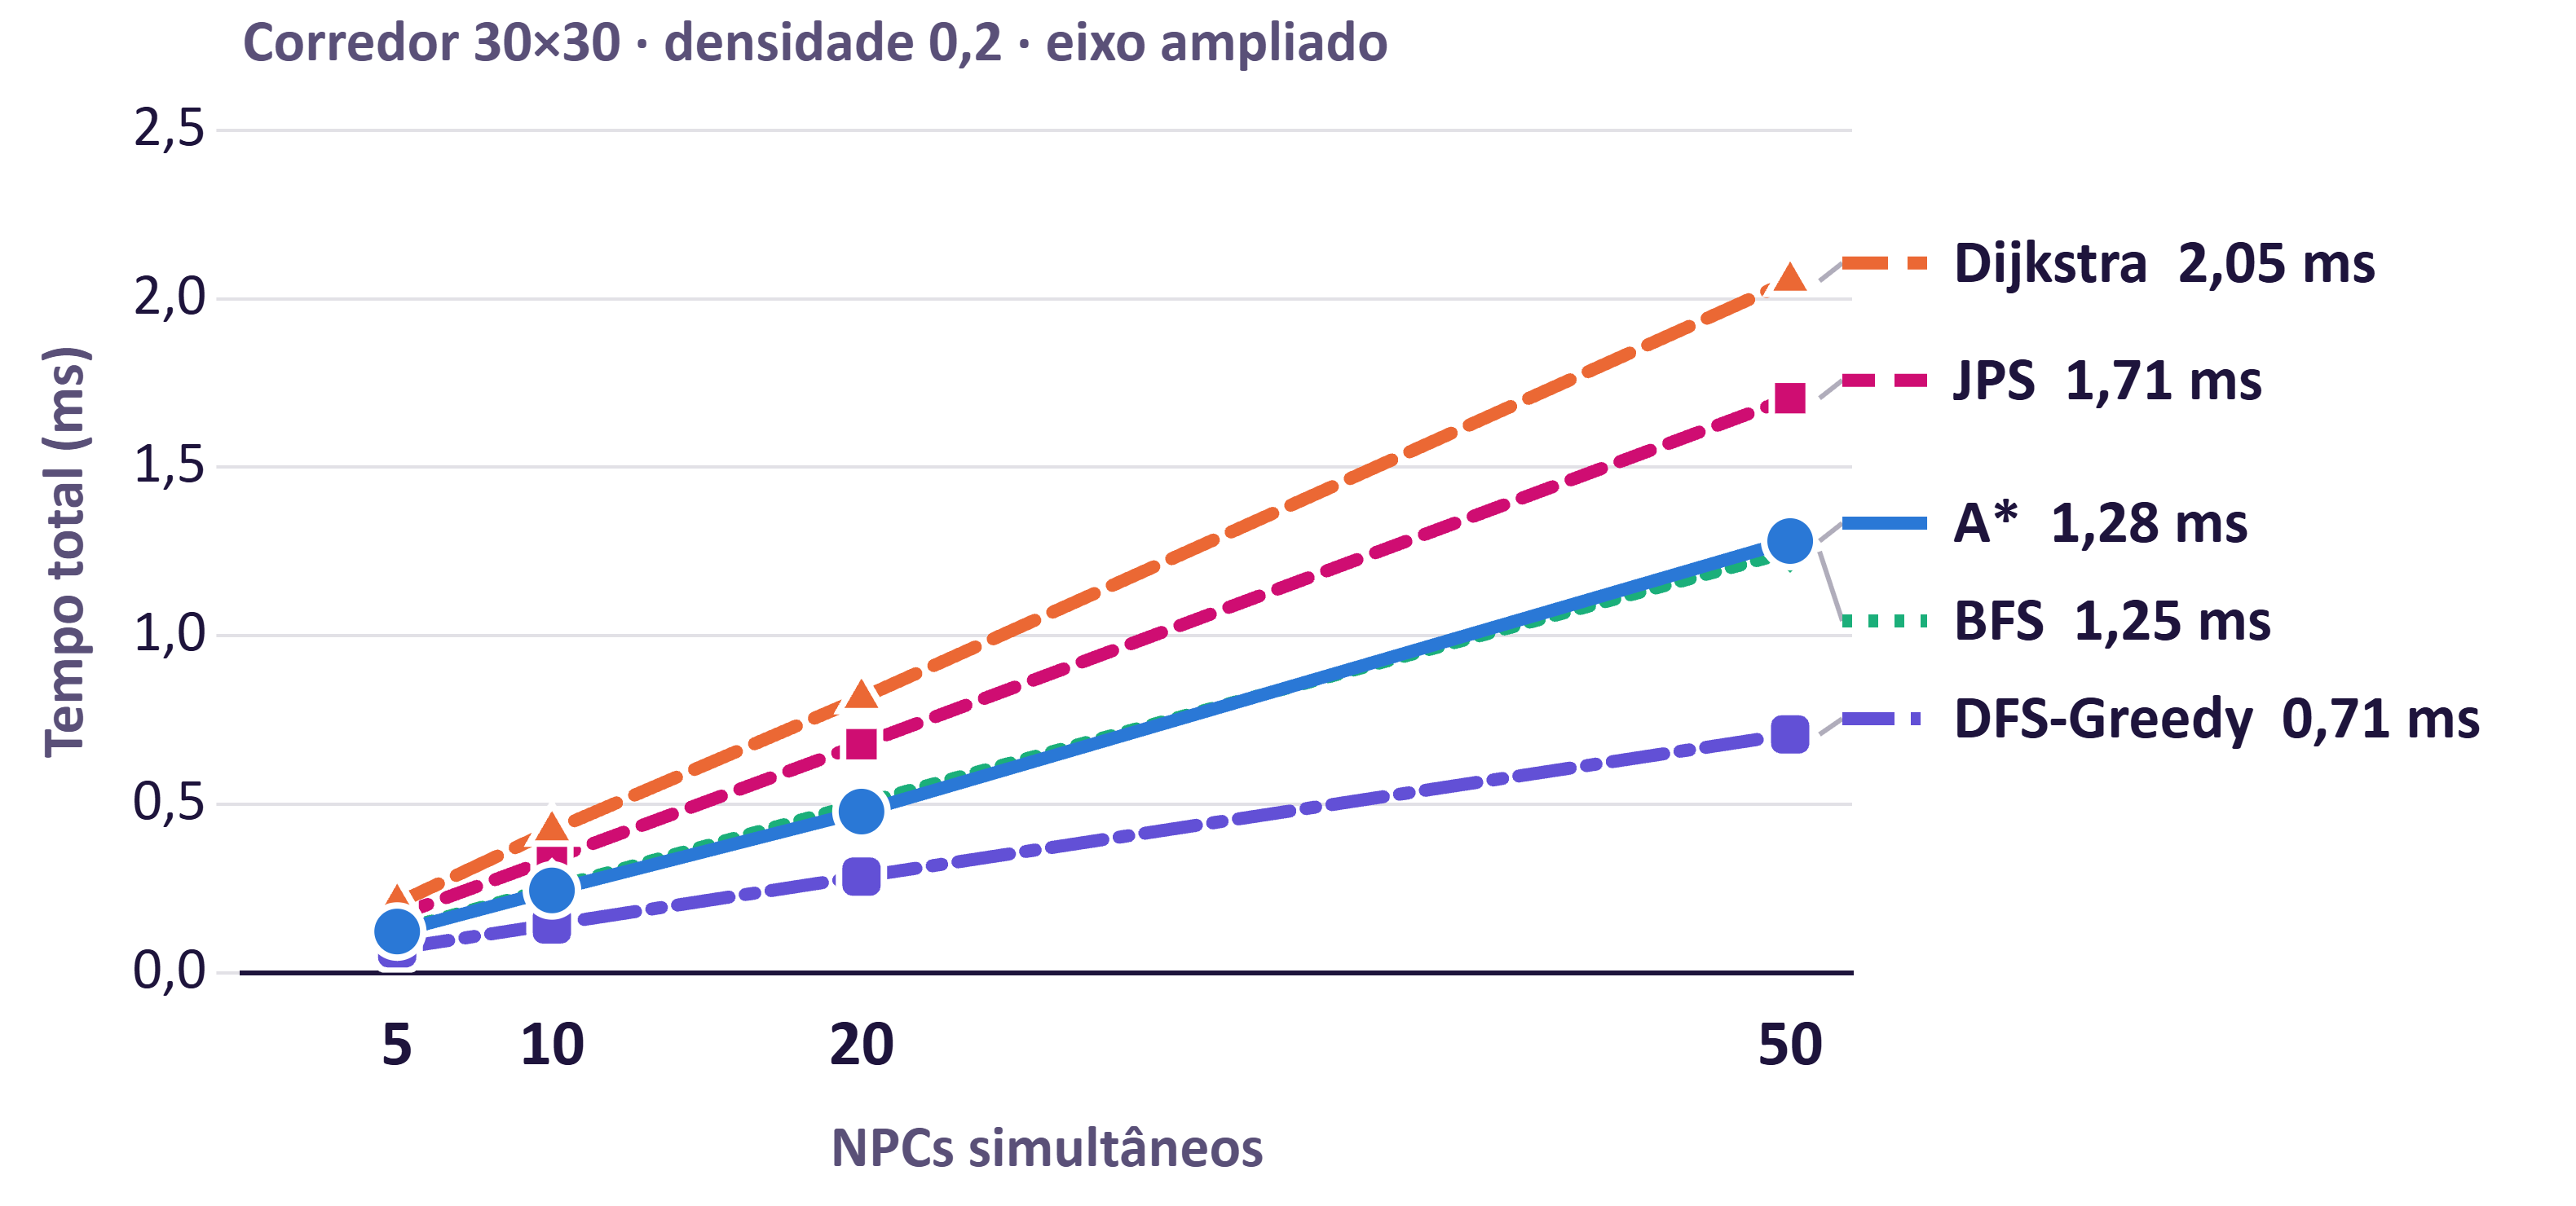 Corredor 30×30 · densidade 0,2 · eixo ampliado
Tempo total (ms)
2,5
2,0
1,5
1,0
0,5
0,0
5 10 20 50
NPCs simultâneos
Dijkstra 2,05 ms
JPS 1,71 ms
A* 1,28 ms
BFS 1,25 ms
DFS-Greedy 0,71 ms